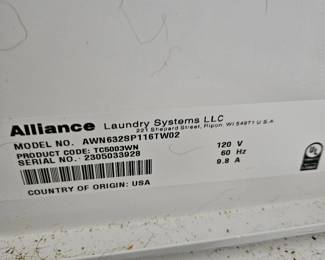 Alliance Laundry Systems LLC
221 Shepard Street, Ripon, WI 54971 U.S.A.
MODEL NO. AWN632SP116TW02
PRODUCT CODE: TC5003WN 120 V
SERIAL NO. 2305033928 60 Hz
9.8 A
COUNTRY OF ORIGIN: USA
UL